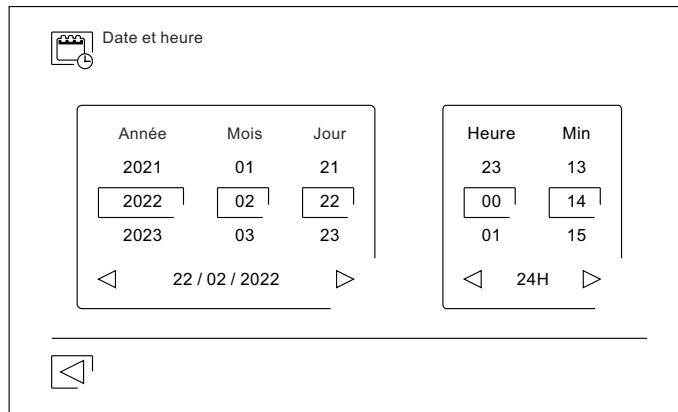 Date et heure
Année Mois Jour
2021 01 21
2022 02 22
2023 03 23
22 / 02 / 2022
Heure Min
23 13
00 14
01 15
24H